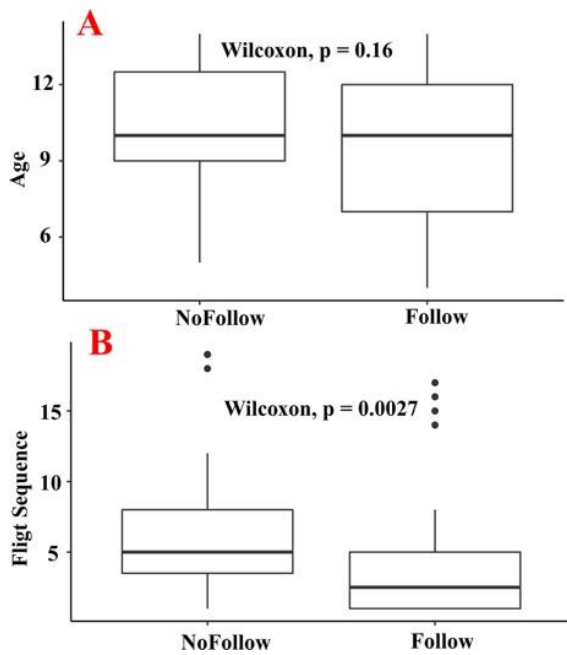 A
Wilcoxon, p = 0.16
12
9
6
Age
NoFollow Follow
B
Wilcoxon, p = 0.0027
15
10
5
Fligt Sequence
NoFollow Follow